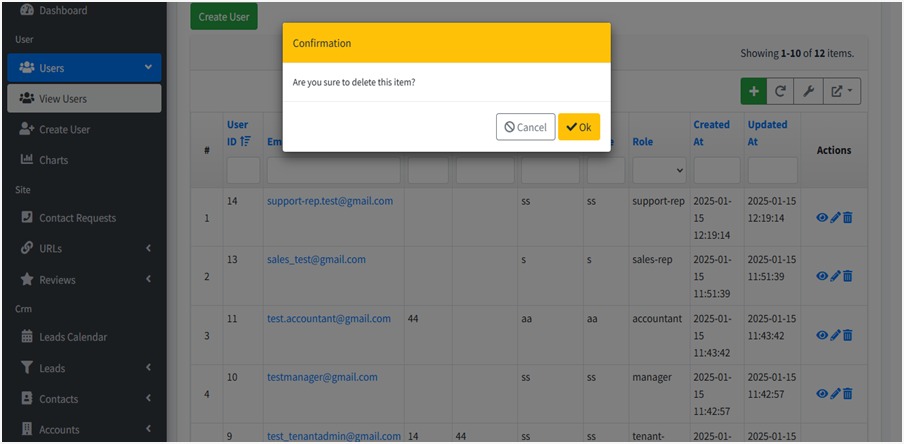 Dashboard
User
Users
View Users
Create User
Charts
Site
Contact Requests
URLs
Reviews
Crm
Leads Calendar
Leads
Contacts
Accounts
Create User
Confirmation
Are you sure to delete this item?
Cancel Ok
Showing 1-10 of 12 items.
# User ID Role Created At Updated At Actions
1 14 support-rep.test@gmail.com ss ss support-rep 2025-01-15 12:19:14 2025-01-15 12:19:14
2 13 sales_test@gmail.com s s sales-rep 2025-01-15 11:51:39 2025-01-15 11:51:39
3 11 test.accountant@gmail.com 44 aa aa accountant 2025-01-15 11:43:42 2025-01-15 11:43:42
4 10 testmanager@gmail.com ss ss manager 2025-01-15 11:42:57 2025-01-15 11:42:57
9 test_tenantadmin@gmail.com 14 44 ss ss tenant- 2025-01- 2025-01-15